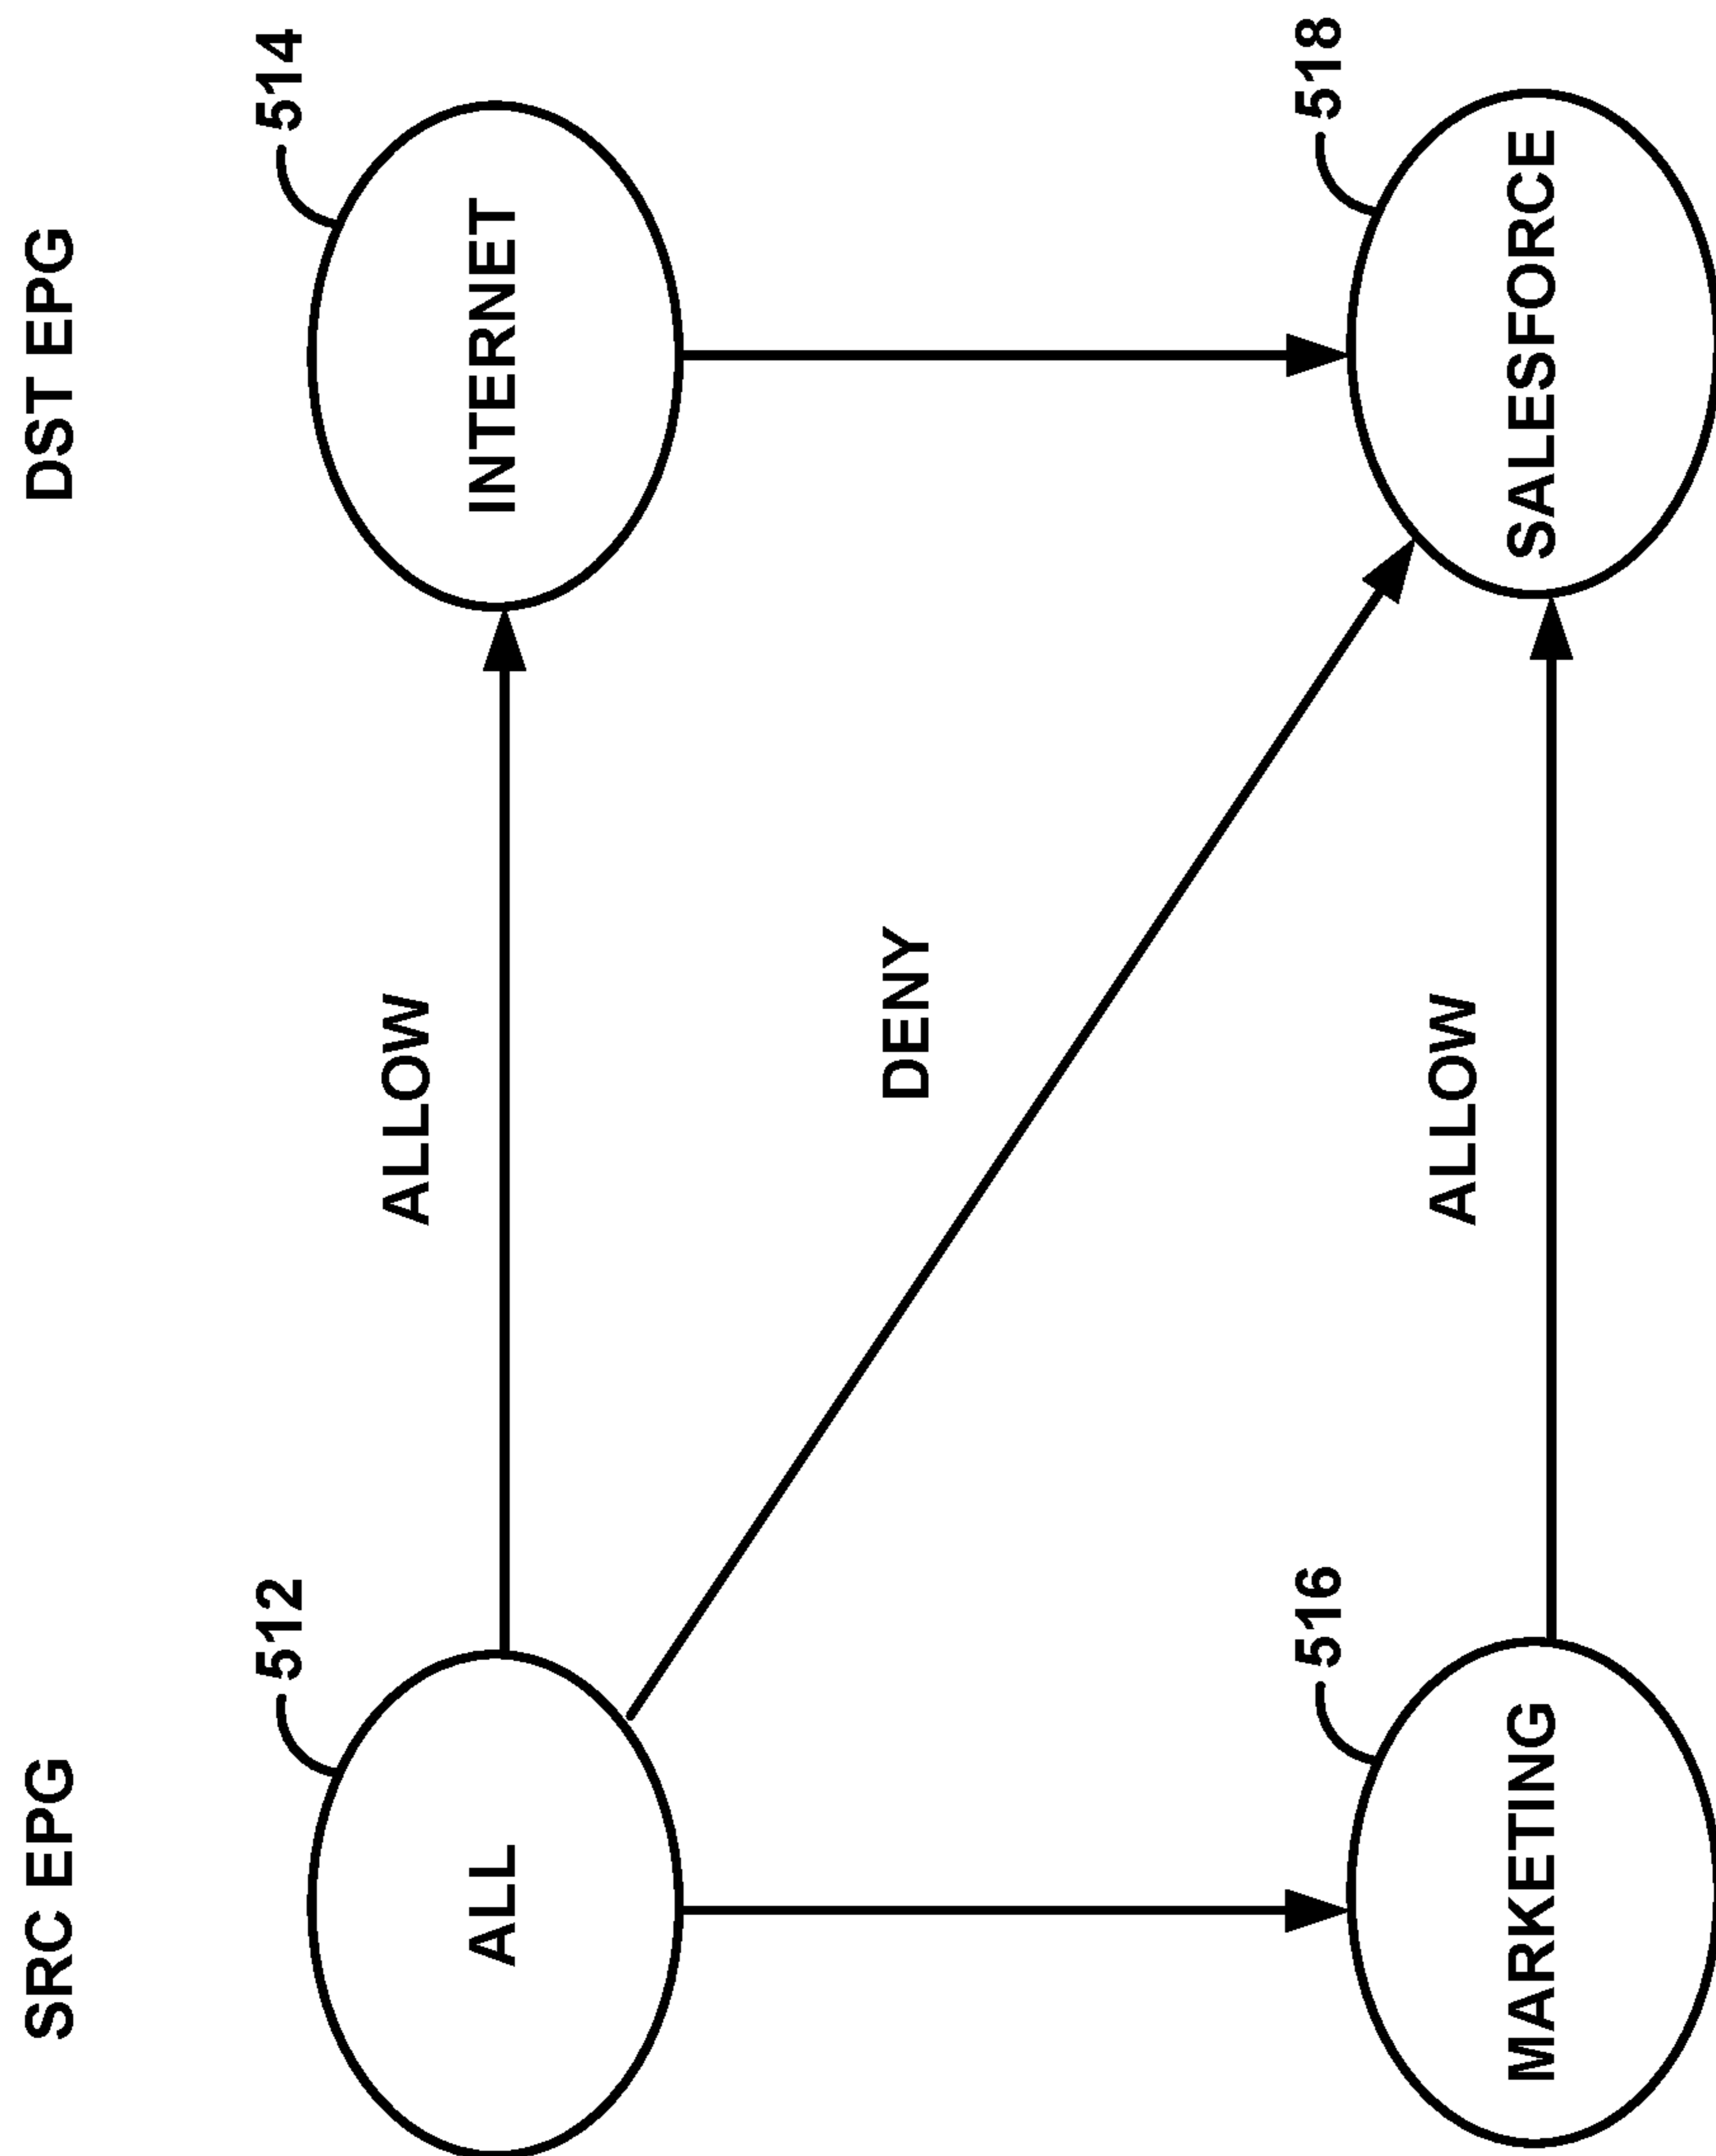 SRC EPG
DST EPG
512
514
ALL
ALLOW
INTERNET
DENY
516
518
MARKETING
ALLOW
SALESFORCE